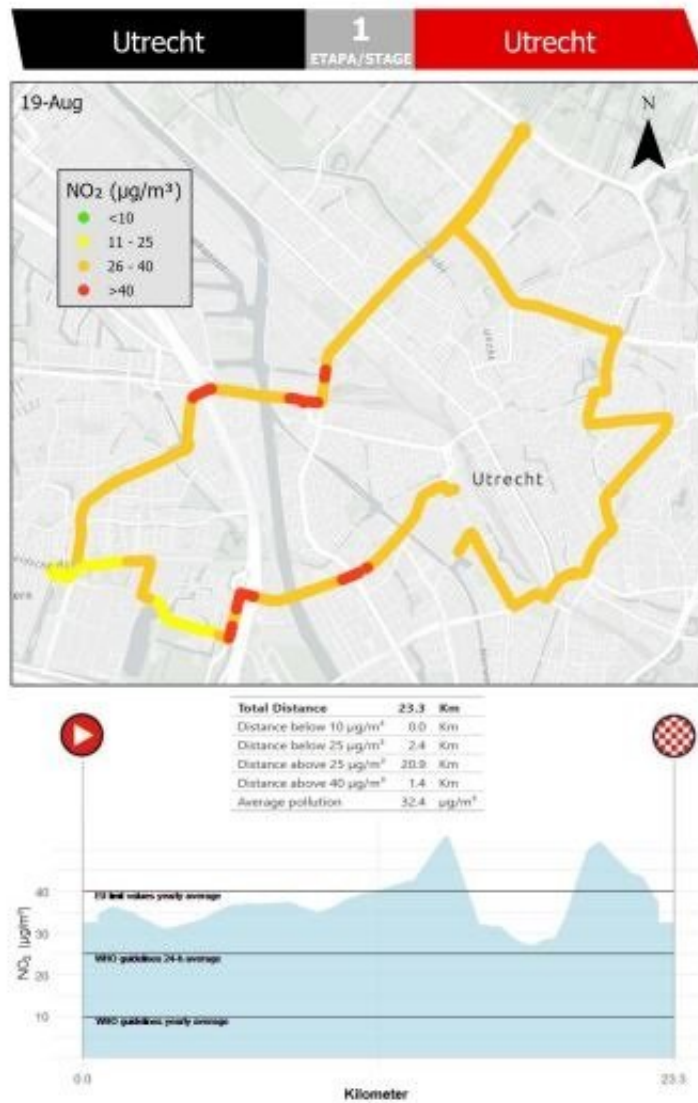 Utrecht
1
ETAPA/STAGE
Utrecht
19-Aug
N
NO₂ (µg/m³)
<10
11 - 25
26 - 40
>40
Utrecht
Total Distance 23.3 Km
Distance below 10 µg/m³ 0.0 Km
Distance below 25 µg/m³ 2.4 Km
Distance above 25 µg/m³ 20.9 Km
Distance above 40 µg/m³ 1.4 Km
Average pollution 32.4 µg/m³
NO₂ (µg/m³)
40
EU limit values yearly average
30
WHO guidelines 24-h average
20
10
WHO guidelines yearly average
0.0
23.3
Kilometer